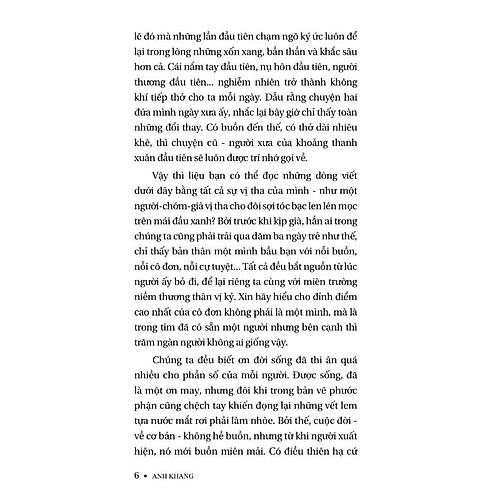 lẽ đó mà những lần đầu tiên chạm ngõ ký ức luôn để
lại trong lòng những xốn xang, bần thần và khắc sâu
hơn cả. Cái nắm tay đầu tiên, nụ hôn đầu tiên, người
thương đầu tiên... nghiễm nhiên trở thành không
khí tiếp thở cho ta mỗi ngày. Dẫu rằng chuyện hai
đứa mình ngày xưa ấy, nhắc lại bây giờ chỉ thấy toàn
những đổi thay. Có buồn đến thế, có thở dài nhiêu
khê, thì chuyện cũ - người xưa của khoảng thanh
xuân đầu tiên sẽ luôn được trí nhớ gọi về.
Vậy thì liệu bạn có thể đọc những dòng viết
dưới đây bằng tất cả sự vị tha của mình - như một
người-chớm-già vị tha cho đôi sợi tóc bạc len lén mọc
trên mái đầu xanh? Bởi trước khi kịp già, hẳn ai trong
chúng ta cũng phải trải qua dăm ba ngày trẻ như thế,
chỉ thấy bản thân một mình bầu bạn với nỗi buồn,
nỗi cô đơn, nỗi cự tuyệt... Tất cả đều bắt nguồn từ lúc
người ấy bỏ đi, để lại riêng ta cùng với miên trường
niềm thương thân vị kỷ. Xin hãy hiểu cho đỉnh điểm
cao nhất của cô đơn không phải là một mình, mà là
trong tim đã có sẵn một người nhưng bên cạnh thì
trăm ngàn người không ai giống vậy.
Chúng ta đều biết ơn đời sống đã thi ân quá
nhiều cho phần số của mỗi người. Được sống, đã
là một ơn may, nhưng đôi khi trong bản vẽ phước
phận cũng chệch tay khiến đọng lại những vết lem
tựa nước mắt rơi phải làm nhòe. Bởi thế, cuộc đời -
về cơ bản - không hề buồn, nhưng từ khi người xuất
hiện, nó mới buồn miên mải. Có điều thiên hạ cứ
6 • ANH KHANG